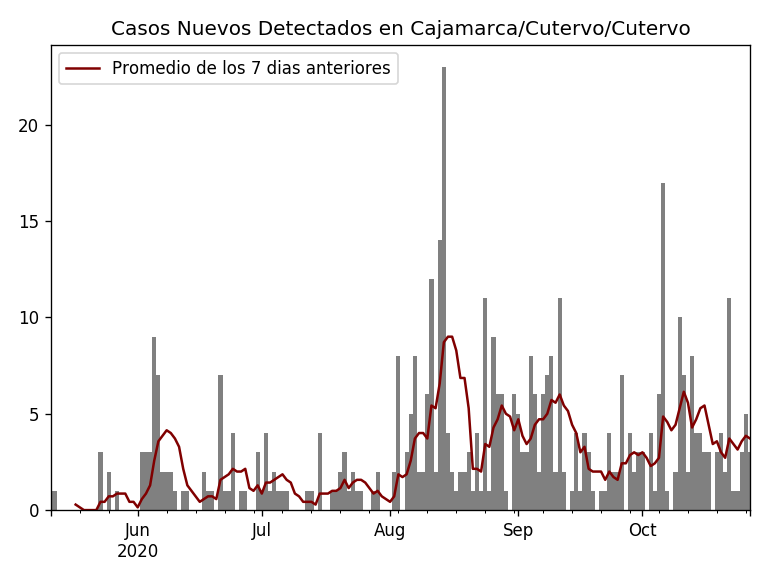 Casos Nuevos Detectados en Cajamarca/Cutervo/Cutervo
Promedio de los 7 dias anteriores
20
15
10
5
0
Jun Jul Aug Sep Oct
2020